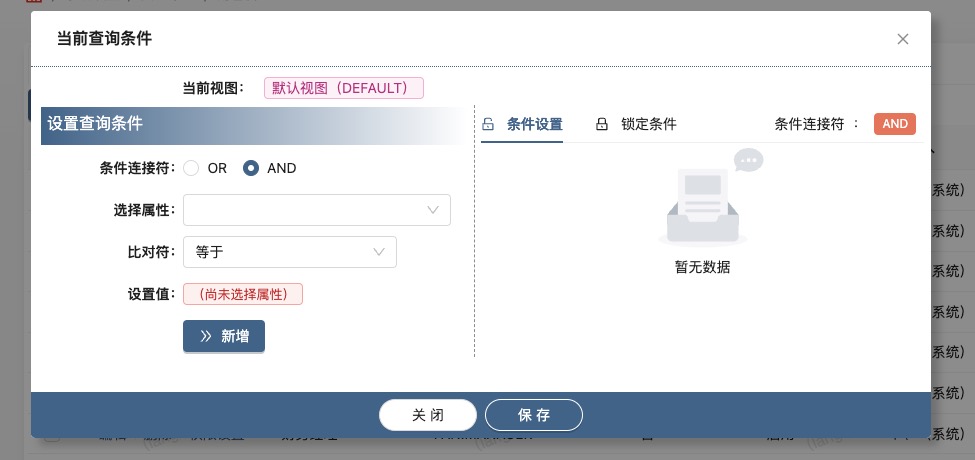 当前查询条件
当前视图： 默认视图（DEFAULT）
设置查询条件
条件连接符： OR AND
选择属性：
比对符： 等于
设置值： （尚未选择属性）
新增
条件设置 锁定条件 条件连接符 ： AND
暂无数据
系统)
系统)
系统)
系统)
系统)
系统)
系统)
关 闭 保 存